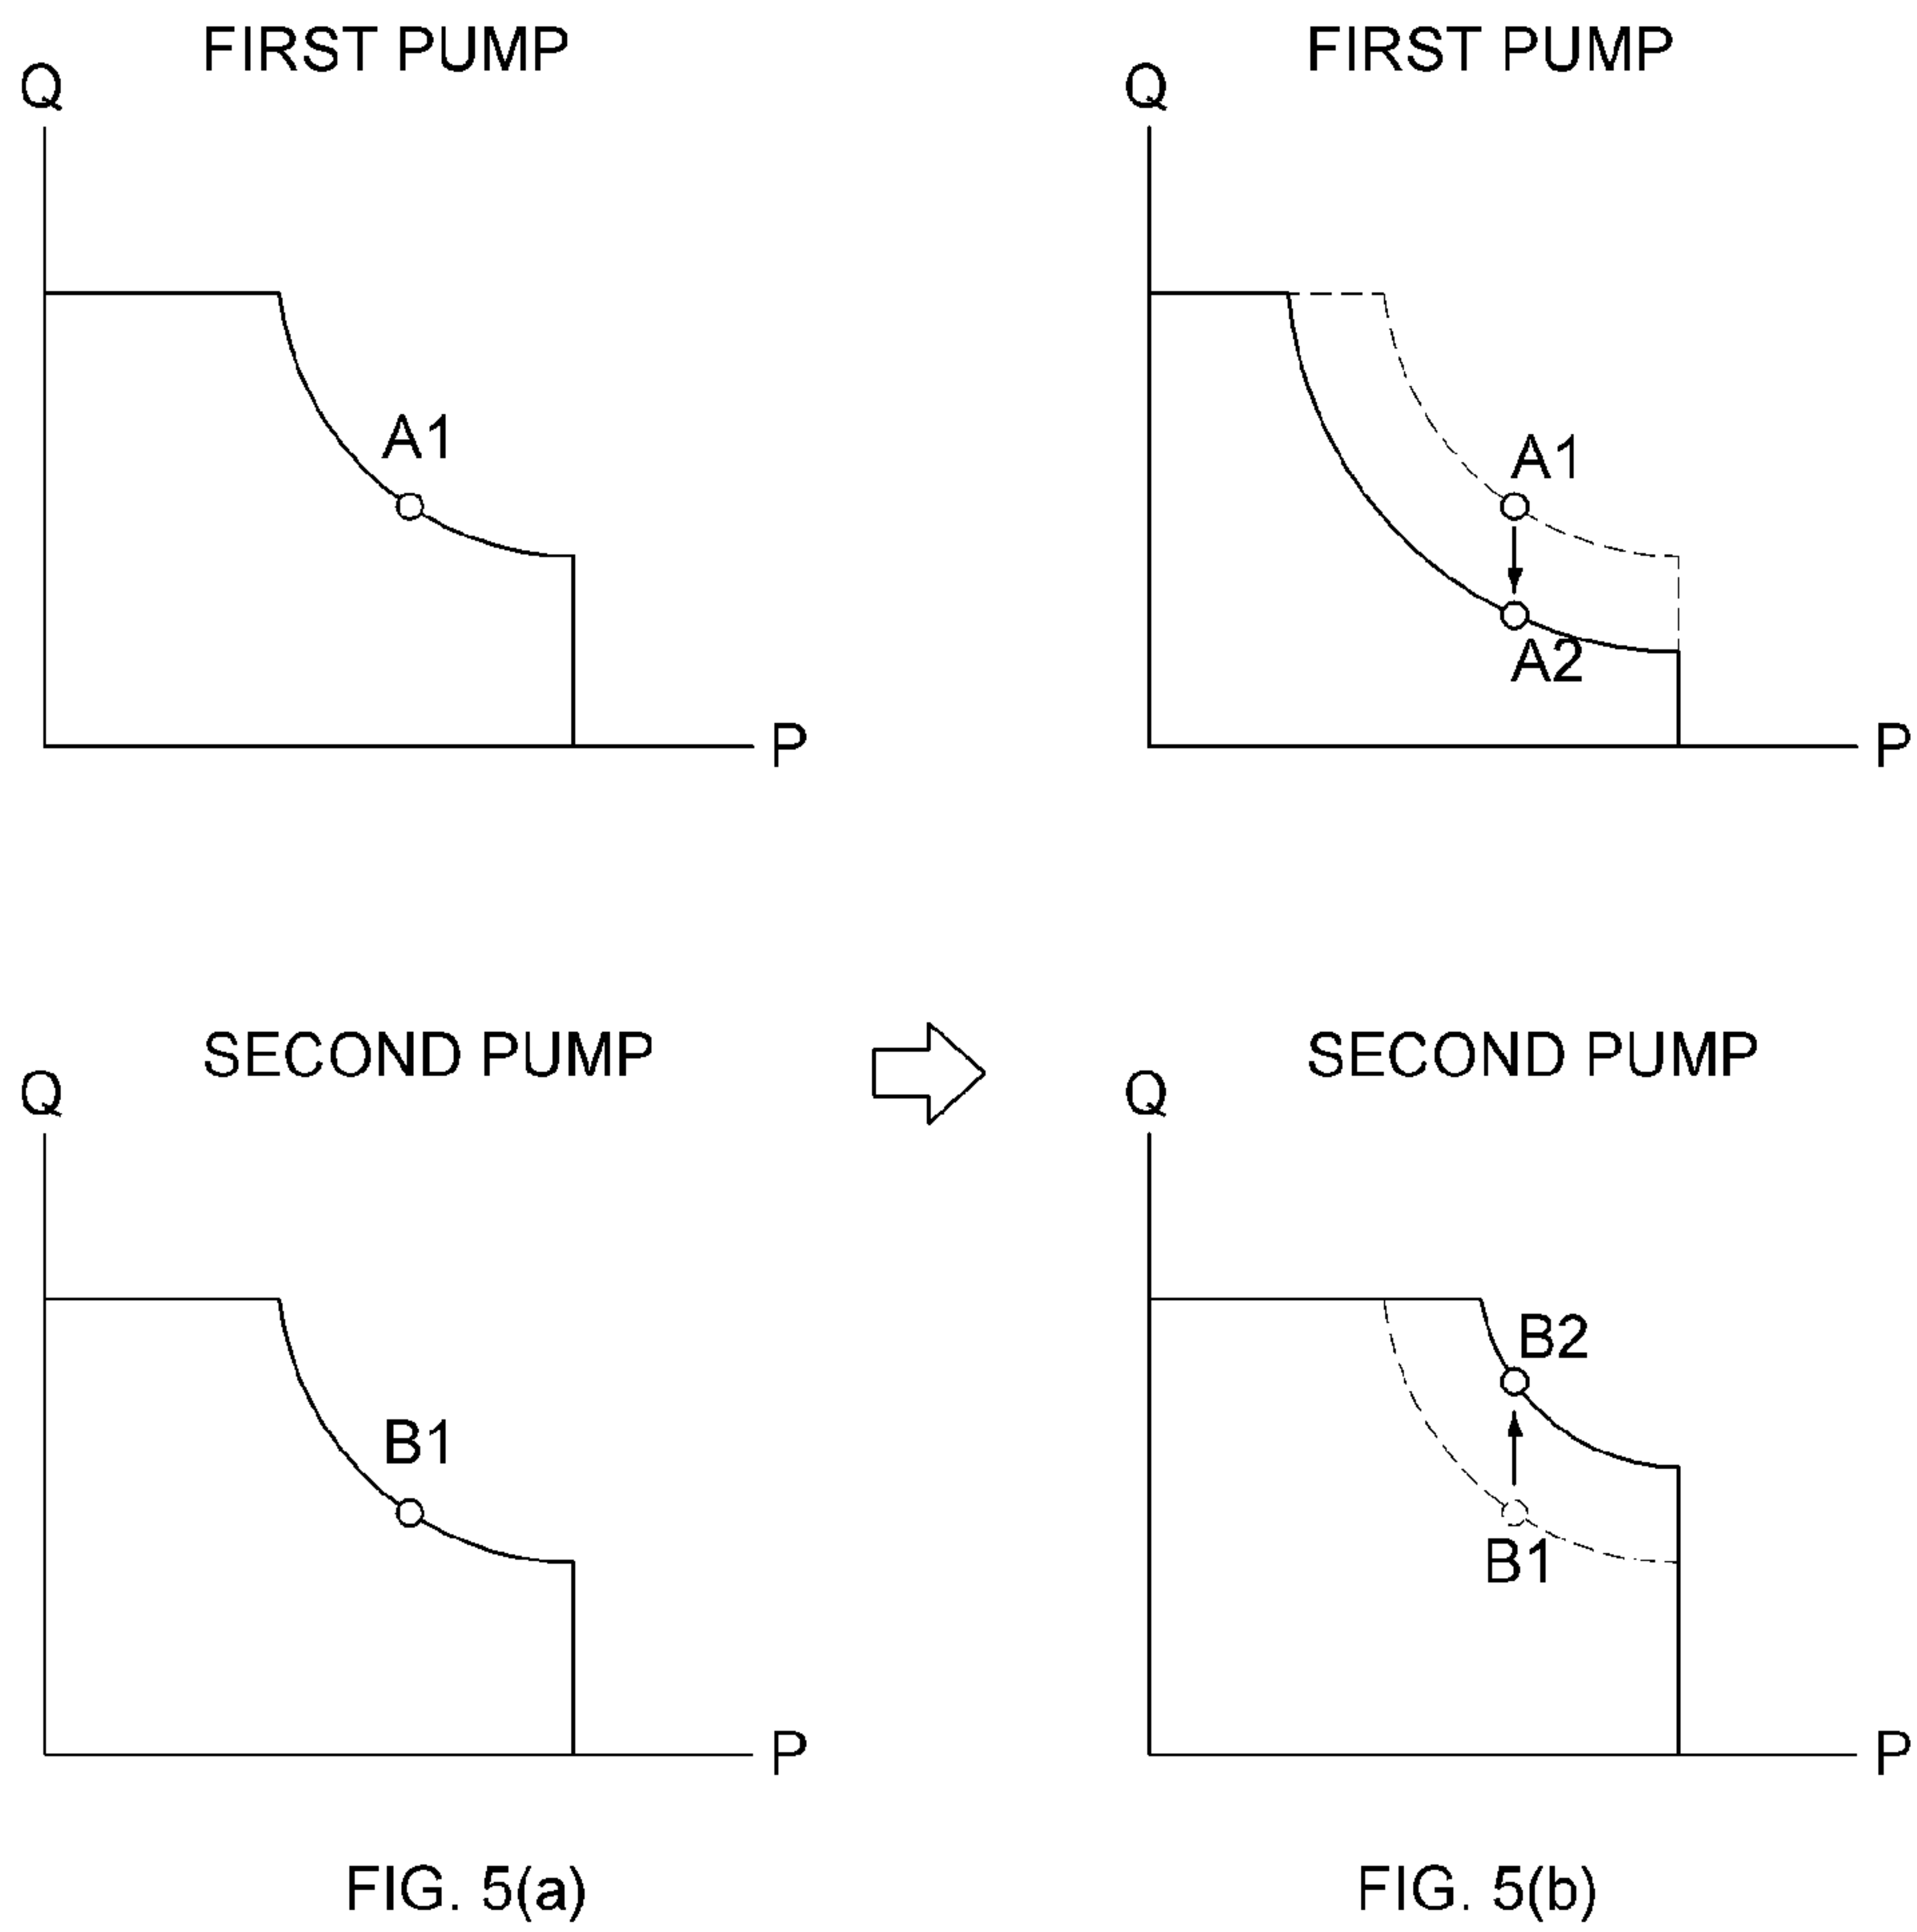 FIRST PUMP
Q
A1
P
FIRST PUMP
Q
A1
A2
P
SECOND PUMP
Q
B1
P
SECOND PUMP
Q
B2
B1
P
FIG. 5(a)
FIG. 5(b)